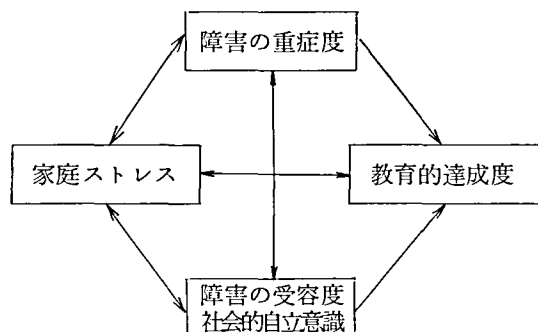 障害の重症度
家庭ストレス
教育的達成度
障害の受容度
社会的自立意識